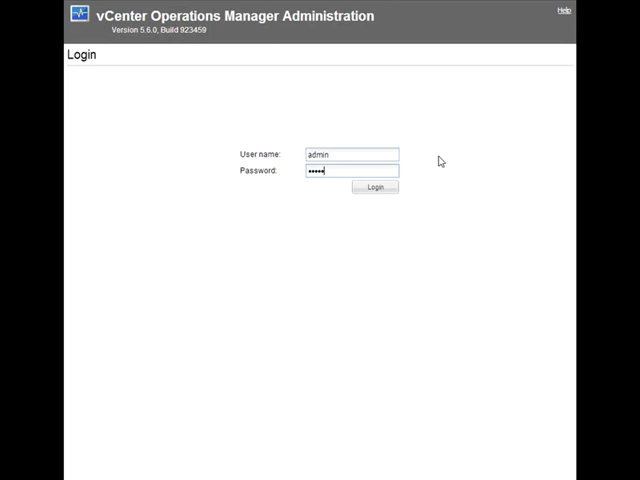 vCenter Operations Manager Administration
Help
Version 5.6.0, Build 923459
Login
User name: admin
Password: •••••
Login